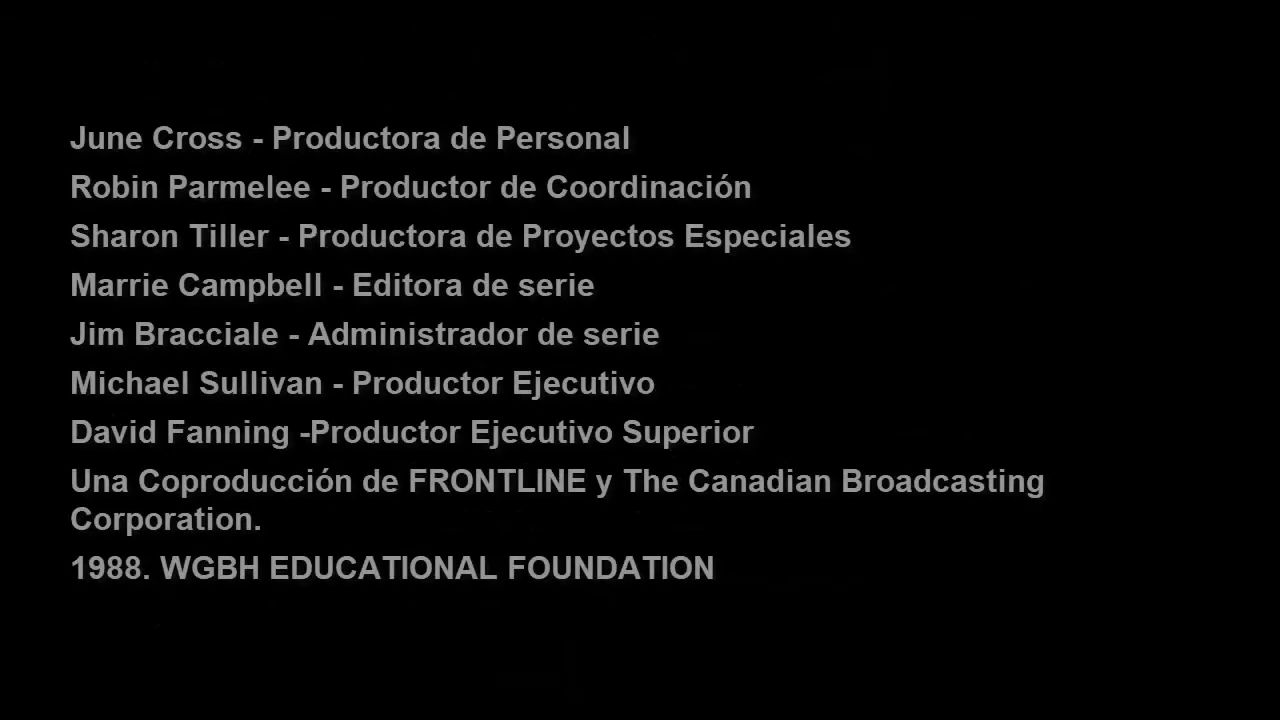 June Cross - Productora de Personal
Robin Parmelee - Productor de Coordinación
Sharon Tiller - Productora de Proyectos Especiales
Marrie Campbell - Editora de serie
Jim Bracciale - Administrador de serie
Michael Sullivan - Productor Ejecutivo
David Fanning -Productor Ejecutivo Superior
Una Coproducción de FRONTLINE y The Canadian Broadcasting
Corporation.
1988. WGBH EDUCATIONAL FOUNDATION